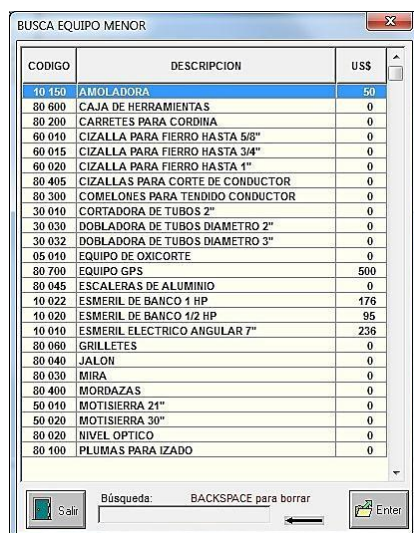 BUSCA EQUIPO MENOR
CODIGO DESCRIPCION US$
10 150 AMOLADORA 50
80 600 CAJA DE HERRAMIENTAS 0
80 200 CARRETES PARA CORDINA 0
60 010 CIZALLA PARA FIERRO HASTA 5/8" 0
60 015 CIZALLA PARA FIERRO HASTA 3/4" 0
60 020 CIZALLA PARA FIERRO HASTA 1" 0
80 405 CIZALLAS PARA CORTE DE CONDUCTOR 0
80 300 COMELONES PARA TENDIDO CONDUCTOR 0
30 010 CORTADORA DE TUBOS 2" 0
30 030 DOBLADORA DE TUBOS DIAMETRO 2" 0
30 032 DOBLADORA DE TUBOS DIAMETRO 3" 0
05 010 EQUIPO DE OXICORTE 0
80 700 EQUIPO GPS 500
80 045 ESCALERAS DE ALUMINIO 0
10 022 ESMERIL DE BANCO 1 HP 176
10 020 ESMERIL DE BANCO 1/2 HP 95
10 010 ESMERIL ELECTRICO ANGULAR 7" 236
80 060 GRILLETES 0
80 040 JALON 0
80 030 MIRA 0
80 400 MORDAZAS 0
50 010 MOTISIERRA 21" 0
50 020 MOTISIERRA 30" 0
80 020 NIVEL OPTICO 0
80 100 PLUMAS PARA IZADO 0
Búsqueda: BACKSPACE para borrar
Salir Enter